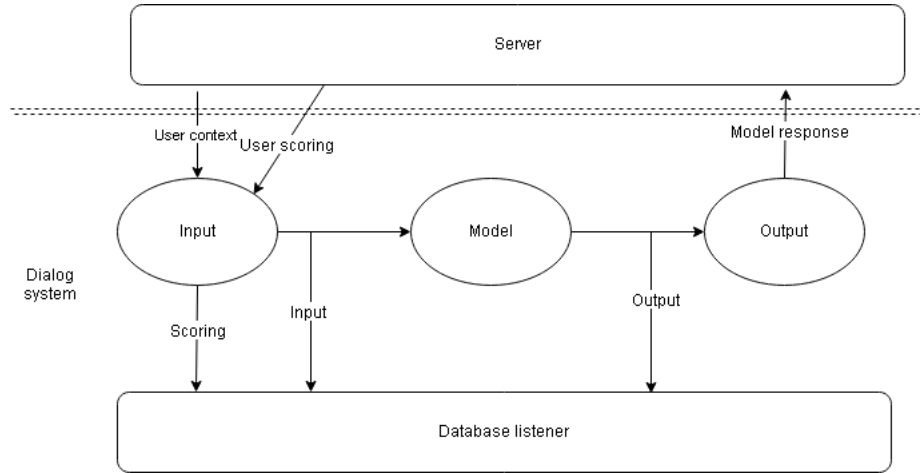 Server
User context
User scoring
Model response
Input
Model
Output
Dialog
system
Scoring
Input
Output
Database listener